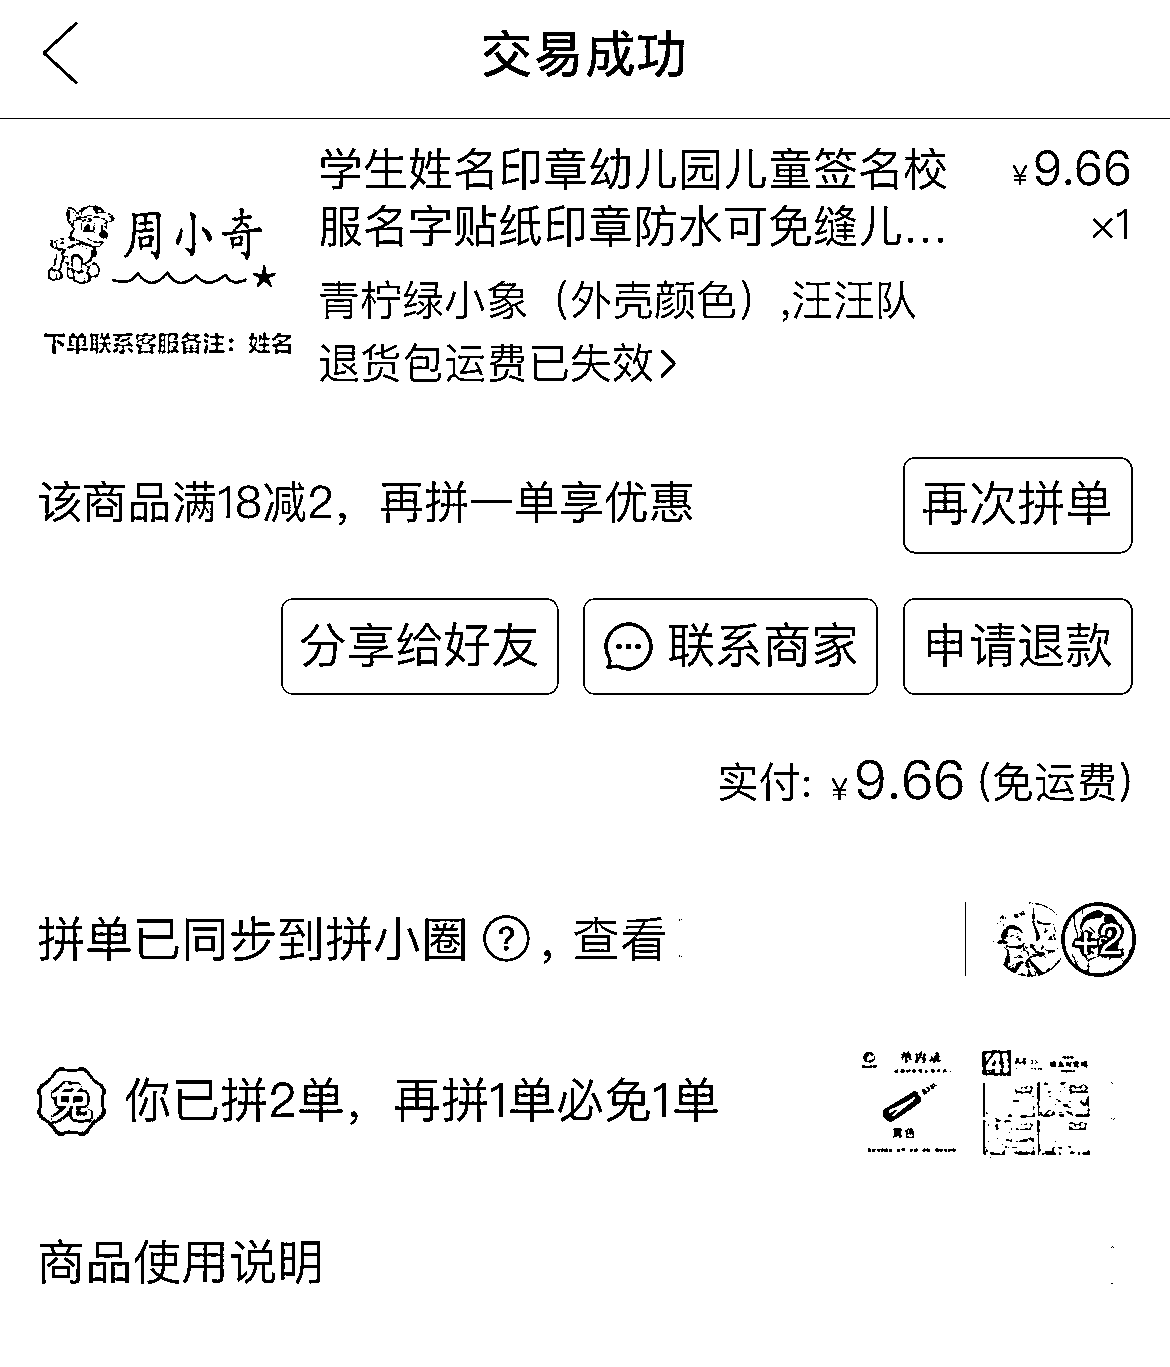 交易成功
学生姓名印章幼儿园儿童签名校
¥9.66
服名字贴纸印章防水可免缝儿...
×1
周小奇
青柠绿小象（外壳颜色）,汪汪队
下单联系客服备注：姓名
退货包运费已失效>
该商品满18减2，再拼一单享优惠
再次拼单
分享给好友
联系商家
申请退款
实付: ¥9.66 (免运费)
拼单已同步到拼小圈?，查看
+2
免 你已拼2单，再拼1单必免1单
商品使用说明